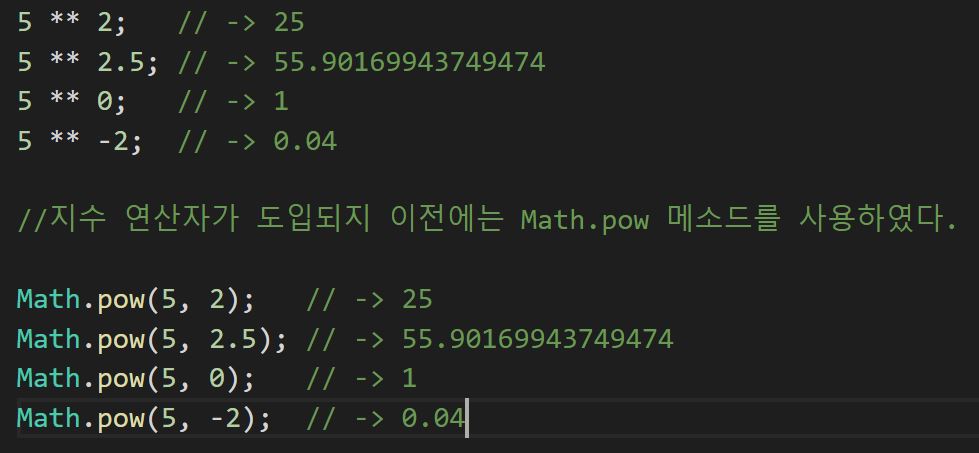 5 ** 2;   // -> 25
5 ** 2.5; // -> 55.90169943749474
5 ** 0;   // -> 1
5 ** -2;  // -> 0.04
//지수 연산자가 도입되지 이전에는 Math.pow 메소드를 사용하였다.
Math.pow(5, 2);   // -> 25
Math.pow(5, 2.5); // -> 55.90169943749474
Math.pow(5, 0);   // -> 1
Math.pow(5, -2);  // -> 0.04